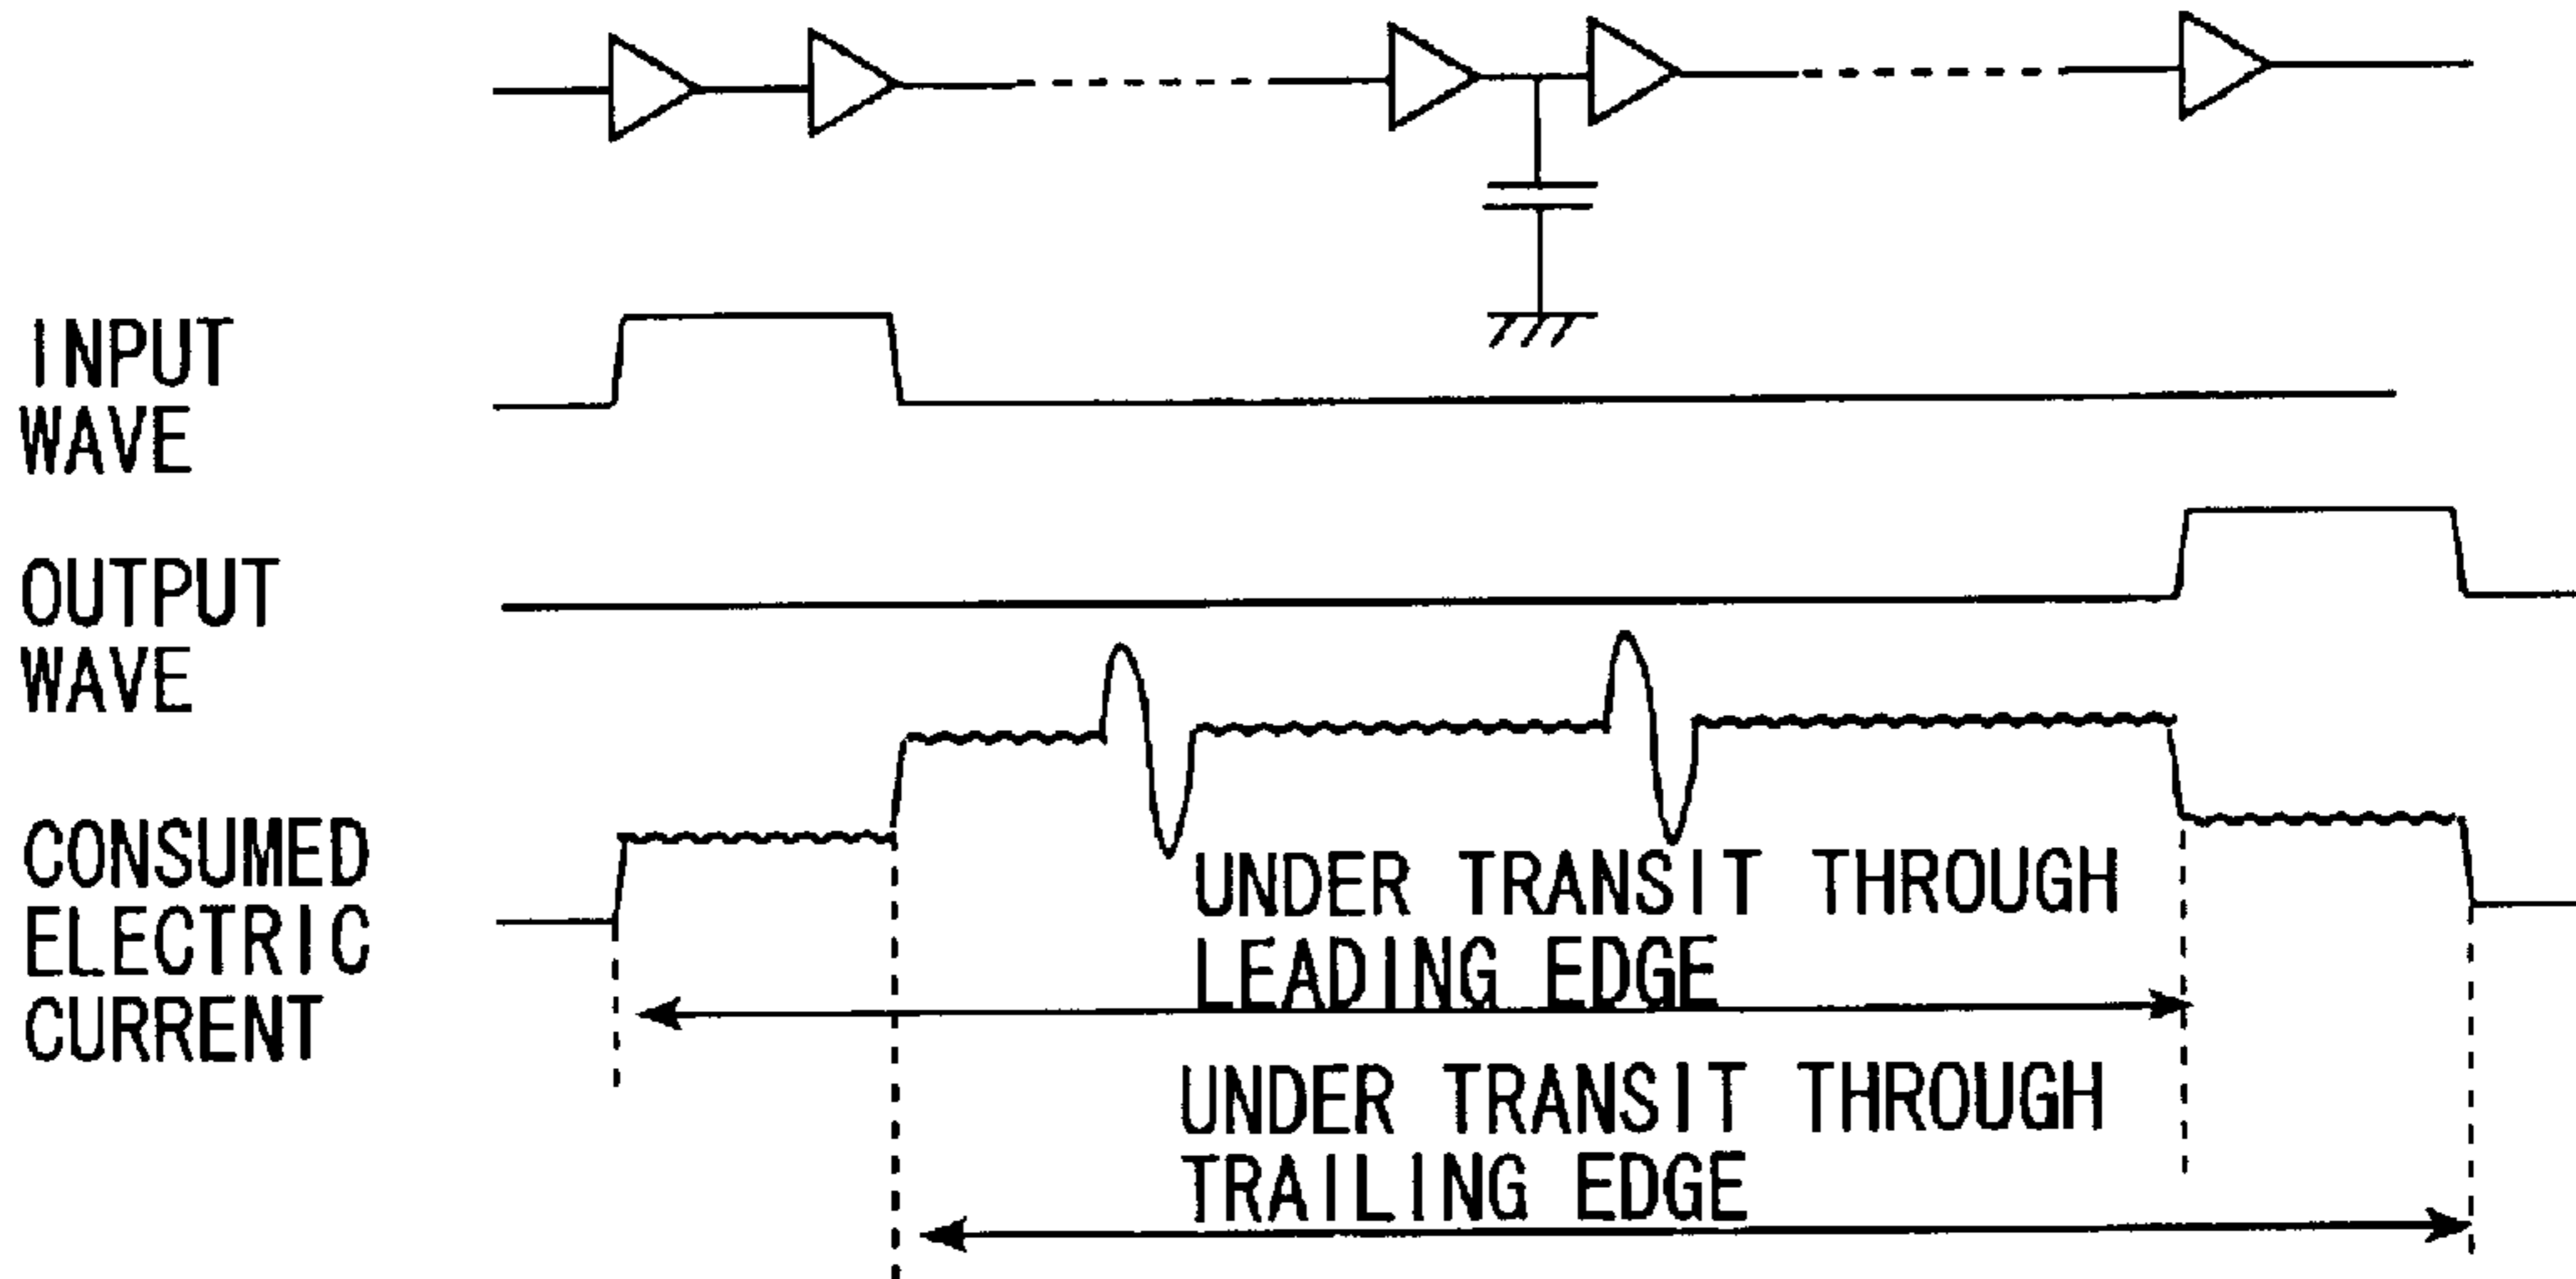 INPUT
WAVE
OUTPUT
WAVE
CONSUMED
ELECTRIC
CURRENT
UNDER TRANSIT THROUGH
LEADING EDGE
UNDER TRANSIT THROUGH
TRAILING EDGE